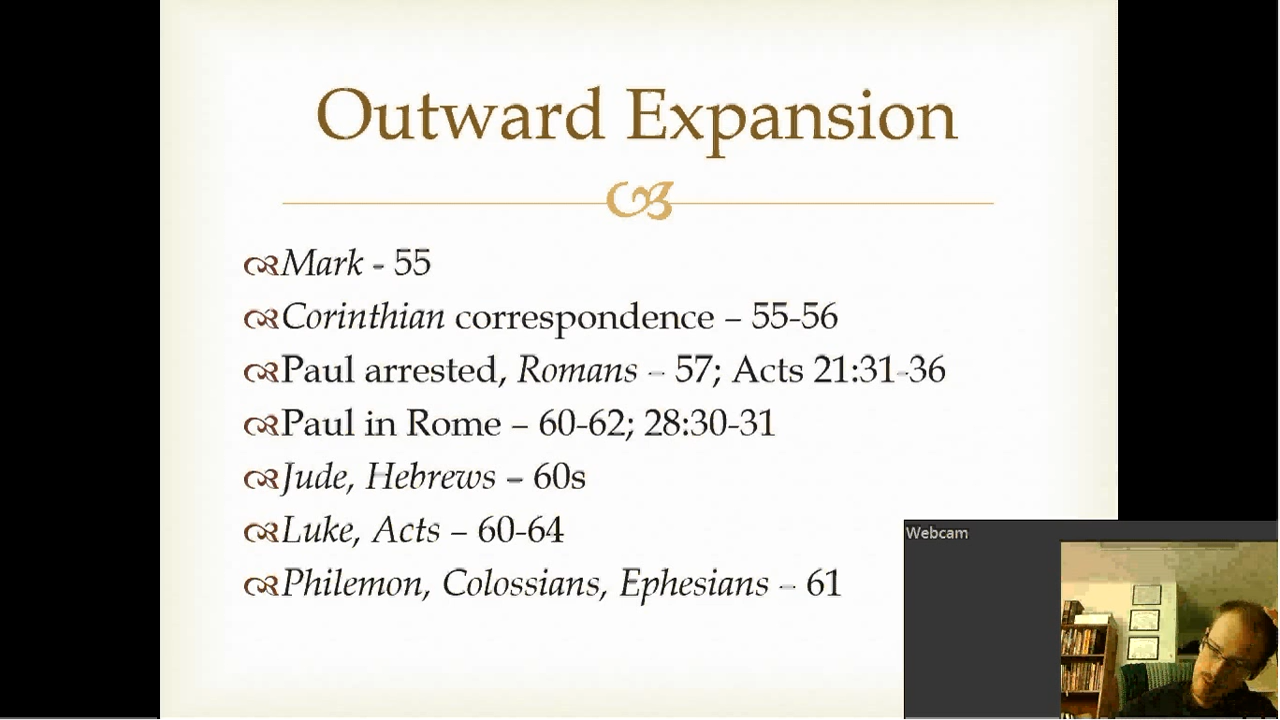 Outward Expansion
Mark - 55
Corinthian correspondence – 55-56
Paul arrested, Romans – 57; Acts 21:31-36
Paul in Rome – 60-62; 28:30-31
Jude, Hebrews – 60s
Luke, Acts – 60-64
Philemon, Colossians, Ephesians – 61
Webcam